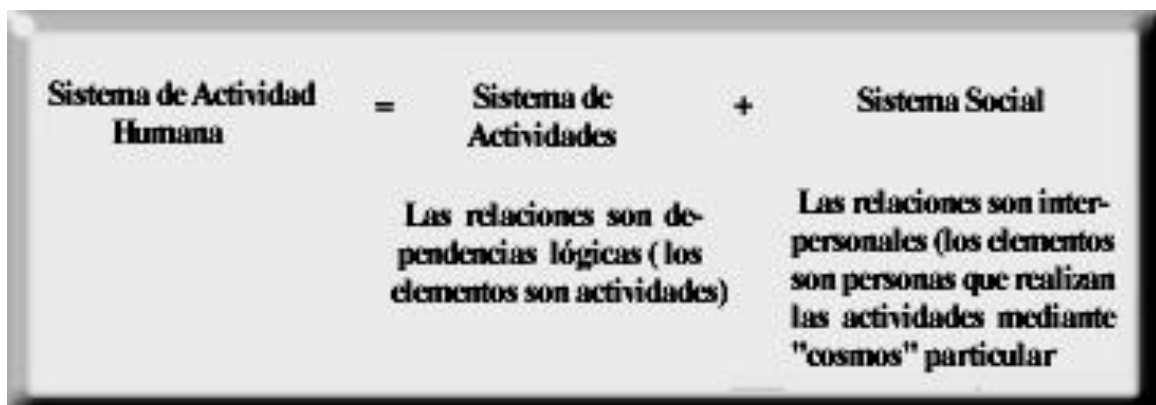 Sistema de Actividad = Sistema de + Sistema Social
Humana Actividades
Las relaciones son de-
pendencias lógicas ( los
elementos son actividades)
Las relaciones son inter-
personales (los elementos
son personas que realizan
las actividades mediante
"cosmos" particular